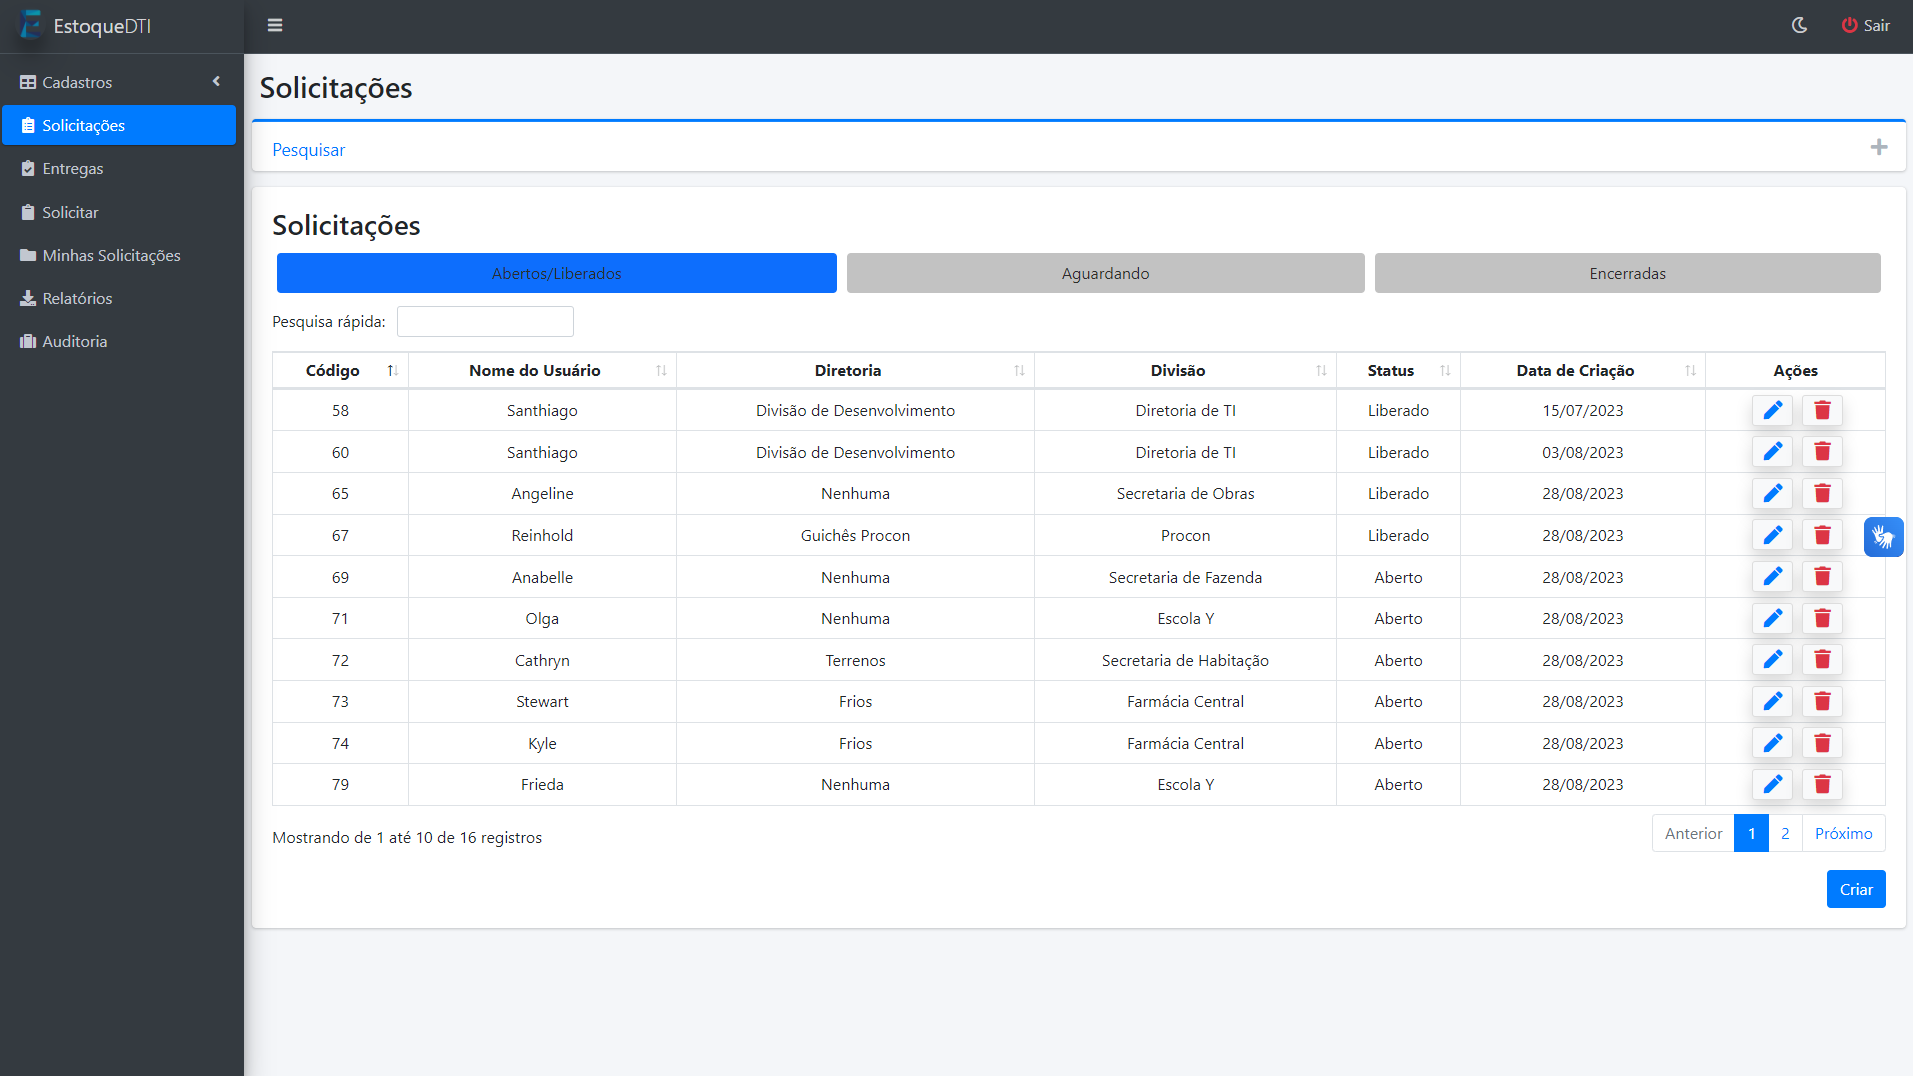 EstoqueDTI
Sair
Cadastros
Solicitações
Entregas
Solicitar
Minhas Solicitações
Relatórios
Auditoria
Solicitações
Pesquisar
Solicitações
Abertos/Liberados Aguardando Encerradas
Pesquisa rápida:
Código Nome do Usuário Diretoria Divisão Status Data de Criação Ações
58 Santhiago Divisão de Desenvolvimento Diretoria de TI Liberado 15/07/2023
60 Santhiago Divisão de Desenvolvimento Diretoria de TI Liberado 03/08/2023
65 Angeline Nenhuma Secretaria de Obras Liberado 28/08/2023
67 Reinhold Guichês Procon Procon Liberado 28/08/2023
69 Anabelle Nenhuma Secretaria de Fazenda Aberto 28/08/2023
71 Olga Nenhuma Escola Y Aberto 28/08/2023
72 Cathryn Terrenos Secretaria de Habitação Aberto 28/08/2023
73 Stewart Frios Farmácia Central Aberto 28/08/2023
74 Kyle Frios Farmácia Central Aberto 28/08/2023
79 Frieda Nenhuma Escola Y Aberto 28/08/2023
Mostrando de 1 até 10 de 16 registros
Anterior 1 2 Próximo
Criar